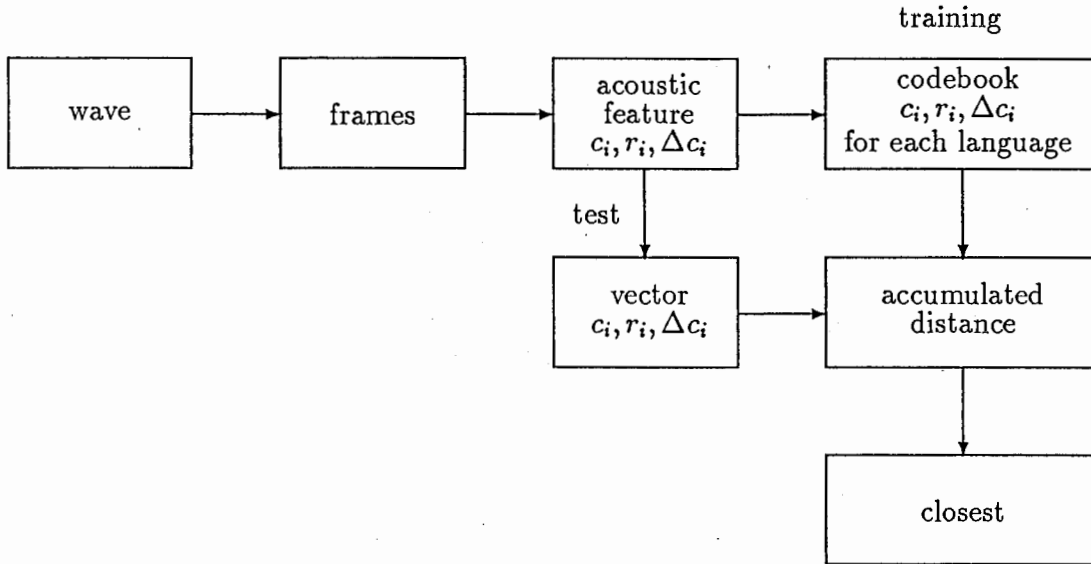 training
wave
frames
acoustic
feature
c_i, r_i, Δc_i
codebook
c_i, r_i, Δc_i
for each language
test
vector
c_i, r_i, Δc_i
accumulated
distance
closest